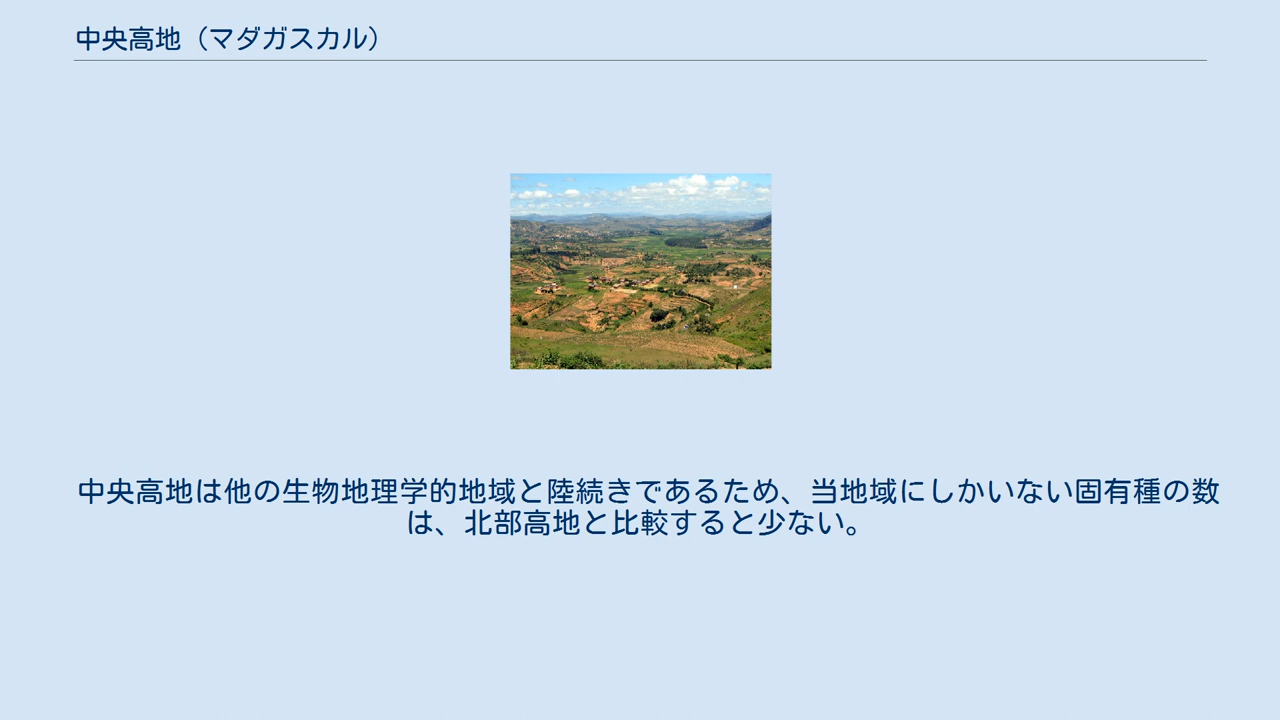 中央高地（マダガスカル）
中央高地は他の生物地理学的地域と陸続きであるため、当地域にしかいない固有種の数
は、北部高地と比較すると少ない。